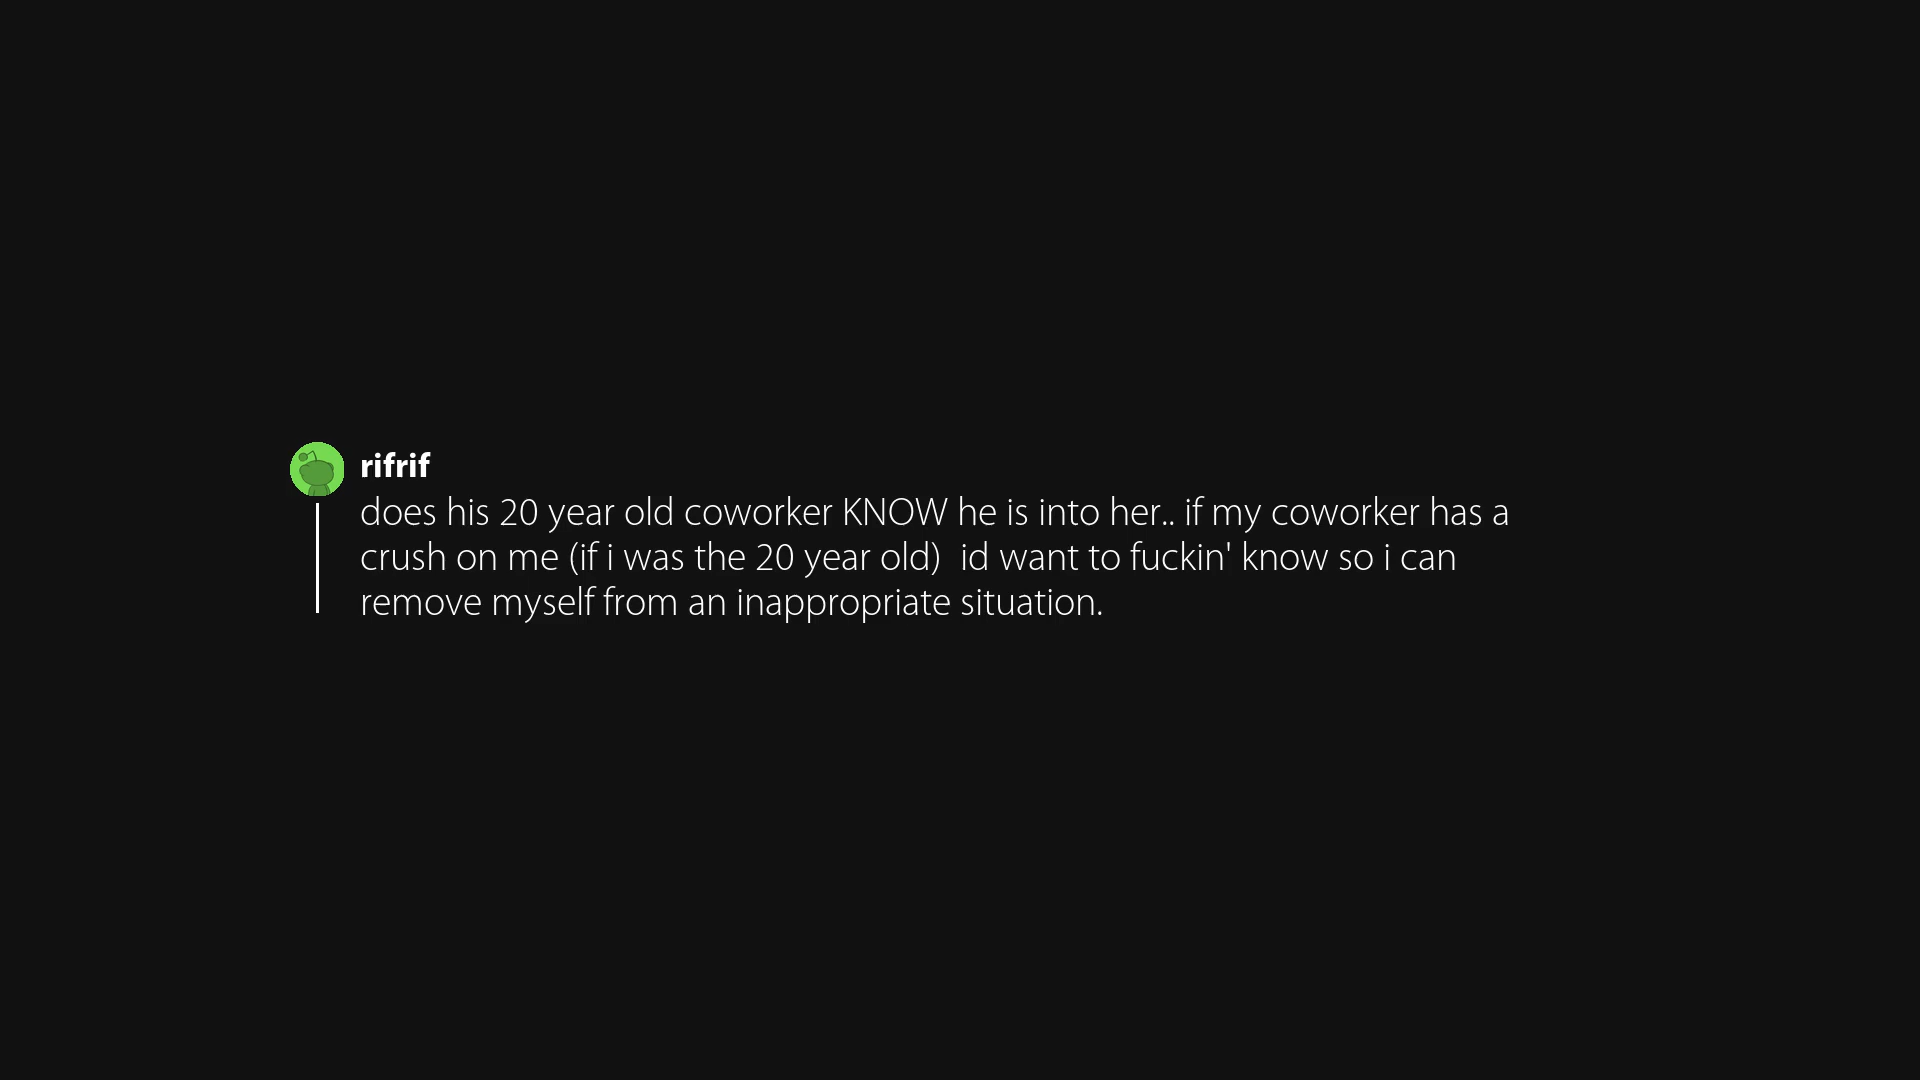 rifrif
does his 20 year old coworker KNOW he is into her.. if my coworker has a
crush on me (if i was the 20 year old)  id want to fuckin' know so i can
remove myself from an inappropriate situation.